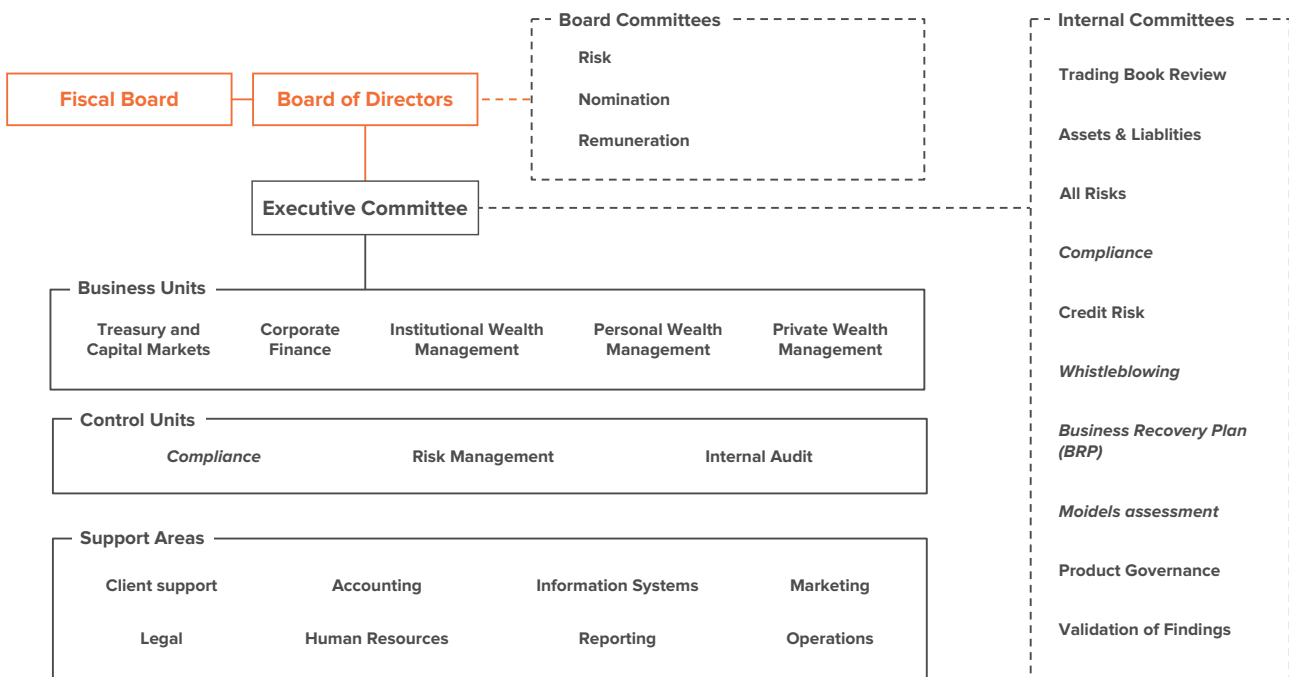 Board Committees
Risk
Nomination
Remuneration
Fiscal Board
Board of Directors
Executive Committee
Business Units
Treasury and
Capital Markets
Corporate
Finance
Institutional Wealth
Management
Personal Wealth
Management
Private Wealth
Management
Control Units
Compliance
Risk Management
Internal Audit
Support Areas
Client support
Accounting
Information Systems
Marketing
Legal
Human Resources
Reporting
Operations
Internal Committees
Trading Book Review
Assets & Liablities
All Risks
Compliance
Credit Risk
Whistleblowing
Business Recovery Plan
(BRP)
Moidels assessment
Product Governance
Validation of Findings